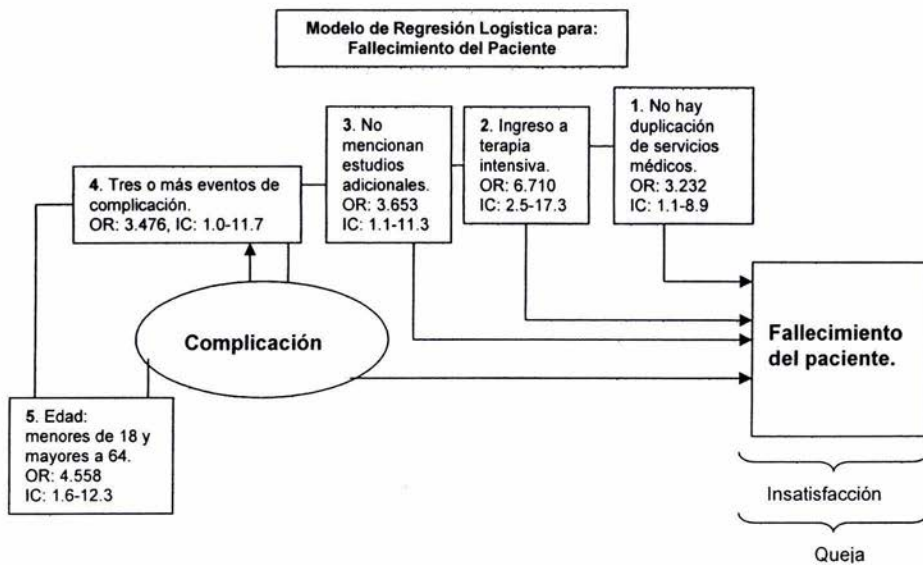 Modelo de Regresión Logística para:
Fallecimiento del Paciente
1. No hay
duplicación
de servicios
médicos.
OR: 3.232
IC: 1.1-8.9
2. Ingreso a
terapia
intensiva.
OR: 6.710
IC: 2.5-17.3
3. No
mencionan
estudios
adicionales.
OR: 3.653
IC: 1.1-11.3
4. Tres o más eventos de
complicación.
OR: 3.476, IC: 1.0-11.7
Complicación
5. Edad:
menores de 18 y
mayores a 64.
OR: 4.558
IC: 1.6-12.3
Fallecimiento
del paciente.
Insatisfacción
Queja